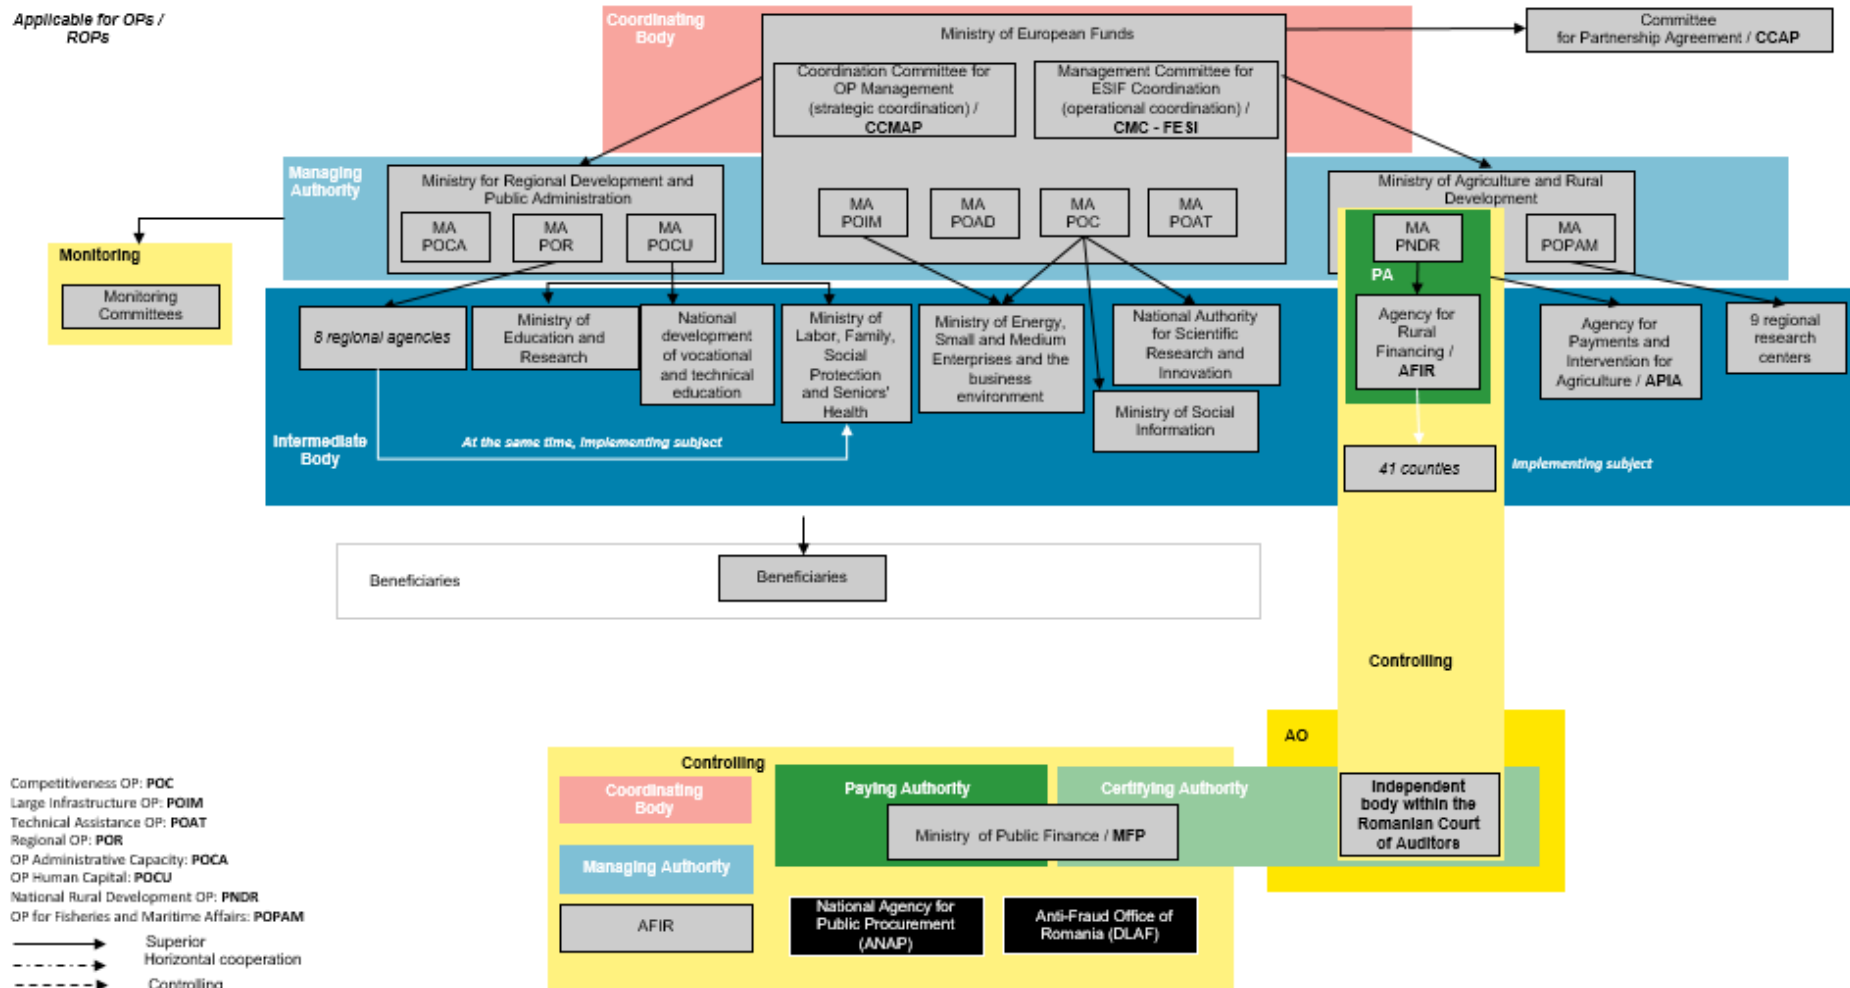 Applicable for OPs /
ROPs
Coordinating
Body
Ministry of European Funds
Committee
for Partnership Agreement / CCAP
Coordination Committee for
OP Management
(strategic coordination) /
CCMAP
Management Committee for
ESIF Coordination
(operational coordination) /
CMC - FESI
Managing
Authority
Ministry for Regional Development and
Public Administration
MA
POCA
MA
POR
MA
POCU
MA
POIM
MA
POAD
MA
POC
MA
POAT
Ministry of Agriculture and Rural
Development
MA
PNDR
MA
POPAM
PA
Monitoring
Monitoring
Committees
8 regional agencies
Ministry of
Education and
Research
National
development
of vocational
and technical
education
Ministry of
Labor, Family,
Social
Protection
and Seniors'
Health
Ministry of Energy,
Small and Medium
Enterprises and the
business
environment
National Authority
for Scientific
Research and
Innovation
Ministry of Social
Information
Agency for
Rural
Financing /
AFIR
Agency for
Payments and
Intervention for
Agriculture / APIA
9 regional
research
centers
Intermediate
Body
At the same time, implementing subject
41 counties
Implementing subject
Beneficiaries
Beneficiaries
Controlling
AO
Controlling
Coordinating
Body
Paying Authority
Certifying Authority
Independent
body within the
Romanian Court
of Auditors
Ministry of Public Finance / MFP
Managing Authority
AFIR
National Agency for
Public Procurement
(ANAP)
Anti-Fraud Office of
Romania (DLAF)
Competitiveness OP: POC
Large Infrastructure OP: POIM
Technical Assistance OP: POAT
Regional OP: POR
OP Administrative Capacity: POCA
OP Human Capital: POCU
National Rural Development OP: PNDR
OP for Fisheries and Maritime Affairs: POPAM
Superior
Horizontal cooperation
Controlling